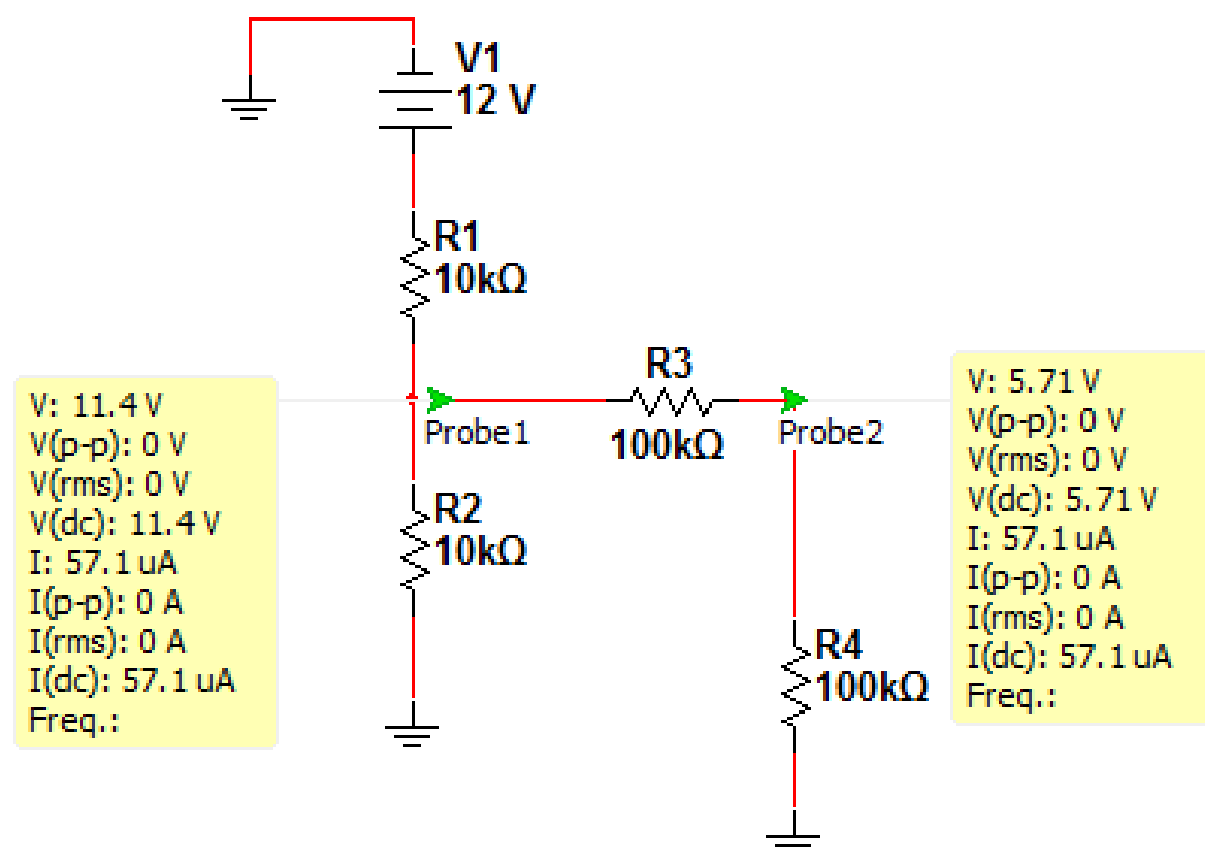 V1
12 V
R1
10kΩ
R3
100kΩ
Probe1
Probe2
R2
10kΩ
R4
100kΩ
V: 11.4 V
V(p-p): 0 V
V(rms): 0 V
V(dc): 11.4 V
I: 57.1 uA
I(p-p): 0 A
I(rms): 0 A
I(dc): 57.1 uA
Freq.:
V: 5.71 V
V(p-p): 0 V
V(rms): 0 V
V(dc): 5.71 V
I: 57.1 uA
I(p-p): 0 A
I(rms): 0 A
I(dc): 57.1 uA
Freq.: